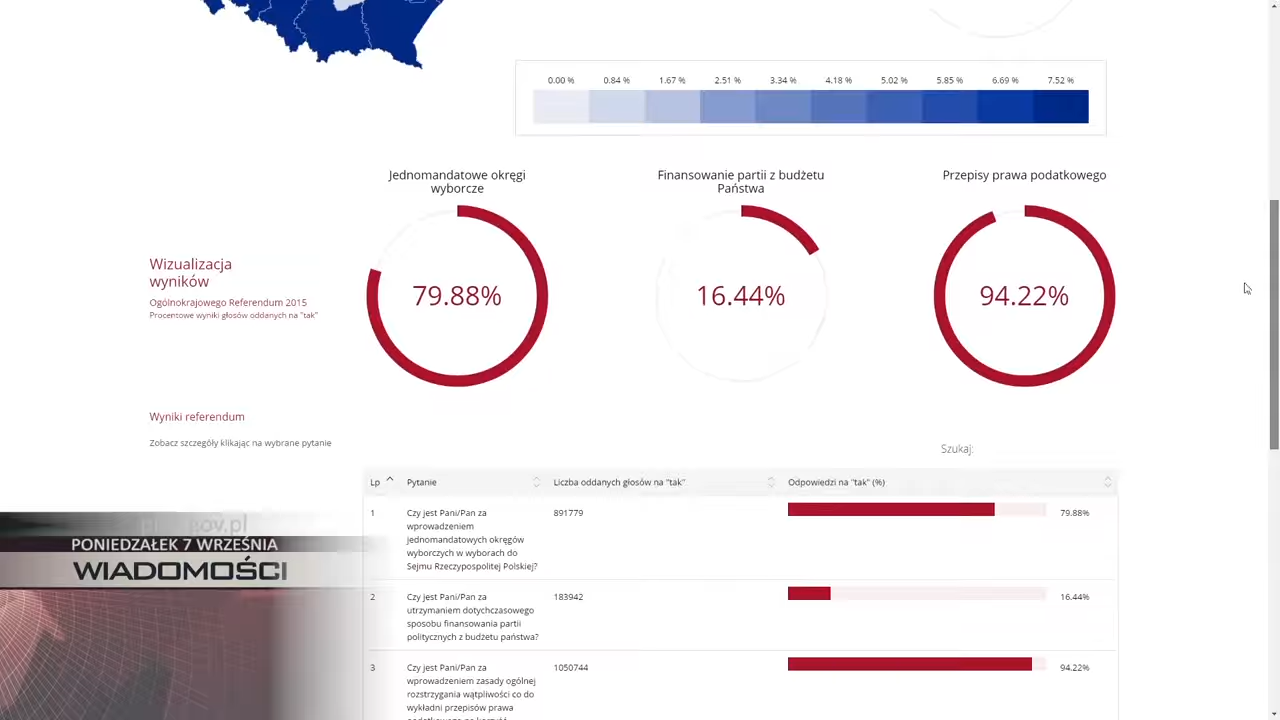 0.00 % 0.84 % 1.67 % 2.51 % 3.34 % 4.18 % 5.02 % 5.85 % 6.69 % 7.52 %
Jednomandatowe okręgi
wyborcze
Finansowanie partii z budżetu
Państwa
Przepisy prawa podatkowego
79.88%
16.44%
94.22%
Wizualizacja
wyników
Ogólnokrajowego Referendum 2015
Procentowe wyniki głosów oddanych na "tak"
Wyniki referendum
Zobacz szczegóły klikając na wybrane pytanie
Szukaj:
Lp Pytanie Liczba oddanych głosów na "tak" Odpowiedzi na "tak" (%)
1 Czy jest Pani/Pan za 891779 79.88%
wprowadzeniem
jednomandatowych okręgów
wyborczych w wyborach do
Sejmu Rzeczypospolitej Polskiej?
2 Czy jest Pani/Pan za 183942 16.44%
utrzymaniem dotychczasowego
sposobu finansowania partii
politycznych z budżetu państwa?
3 Czy jest Pani/Pan za 1050744 94.22%
wprowadzeniem zasady ogólnej
rozstrzygania wątpliwości co do
wykładni przepisów prawa
PONIEDZIAŁEK 7 WRZEŚNIA
WIADOMOŚCI